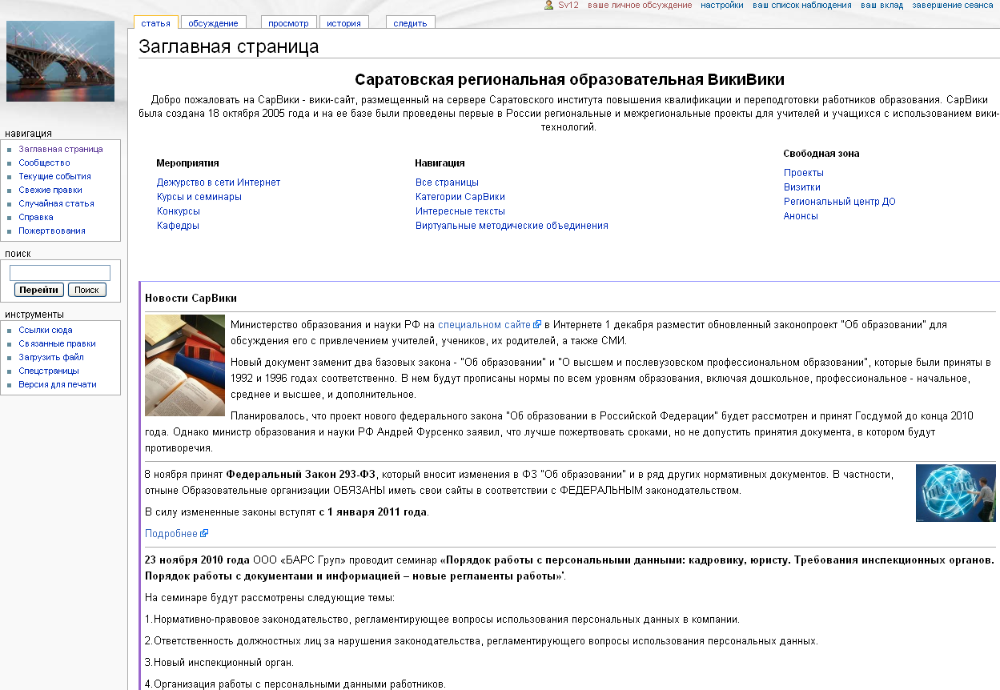 Sv12 ваше личное обсуждение настройки ваш список наблюдения ваш вклад завершение сеанса
статья обсуждение просмотр история следить
Заглавная страница
Саратовская региональная образовательная ВикиВики
Добро пожаловать на СарВики - вики-сайт, размещенный на сервере Саратовского института повышения квалификации и переподготовки работников образования. СарВики
была создана 18 октября 2005 года и на ее базе были проведены первые в России региональные и межрегиональные проекты для учителей и учащихся с использованием вики-
технологий.
навигация
Заглавная страница
Сообщество
Текущие события
Свежие правки
Случайная статья
Справка
Пожертвования
поиск
Перейти Поиск
инструменты
Ссылки сюда
Связанные правки
Загрузить файл
Спецстраницы
Версия для печати
Мероприятия
Дежурство в сети Интернет
Курсы и семинары
Конкурсы
Кафедры
Навигация
Все страницы
Категории СарВики
Интересные тексты
Виртуальные методические объединения
Свободная зона
Проекты
Визитки
Региональный центр ДО
Анонсы
Новости СарВики
Министерство образования и науки РФ на специальном сайте в Интернете 1 декабря разместит обновленный законопроект "Об образовании" для
обсуждения его с привлечением учителей, учеников, их родителей, а также СМИ.
Новый документ заменит два базовых закона - "Об образовании" и "О высшем и послевузовском профессиональном образовании", которые были приняты в
1992 и 1996 годах соответственно. В нем будут прописаны нормы по всем уровням образования, включая дошкольное, профессиональное - начальное,
среднее и высшее, и дополнительное.
Планировалось, что проект нового федерального закона "Об образовании в Российской Федерации" будет рассмотрен и принят Госдумой до конца 2010
года. Однако министр образования и науки РФ Андрей Фурсенко заявил, что лучше пожертвовать сроками, но не допустить принятия документа, в котором будут
противоречия.
8 ноября принят Федеральный Закон 293-ФЗ, который вносит изменения в ФЗ "Об образовании" и в ряд других нормативных документов. В частности,
отныне Образовательные организации ОБЯЗАНЫ иметь свои сайты в соответствии с ФЕДЕРАЛЬНЫМ законодательством.
В силу измененные законы вступят с 1 января 2011 года.
Подробнее
23 ноября 2010 года ООО «БАРС Груп» проводит семинар «Порядок работы с персональными данными: кадровику, юристу. Требования инспекционных органов.
Порядок работы с документами и информацией – новые регламенты работы»'.
На семинаре будут рассмотрены следующие темы:
1.Нормативно-правовое законодательство, регламентирующее вопросы использования персональных данных в компании.
2.Ответственность должностных лиц за нарушения законодательства, регламентирующего вопросы использования персональных данных.
3.Новый инспекционный орган.
4.Организация работы с персональными данными работников.